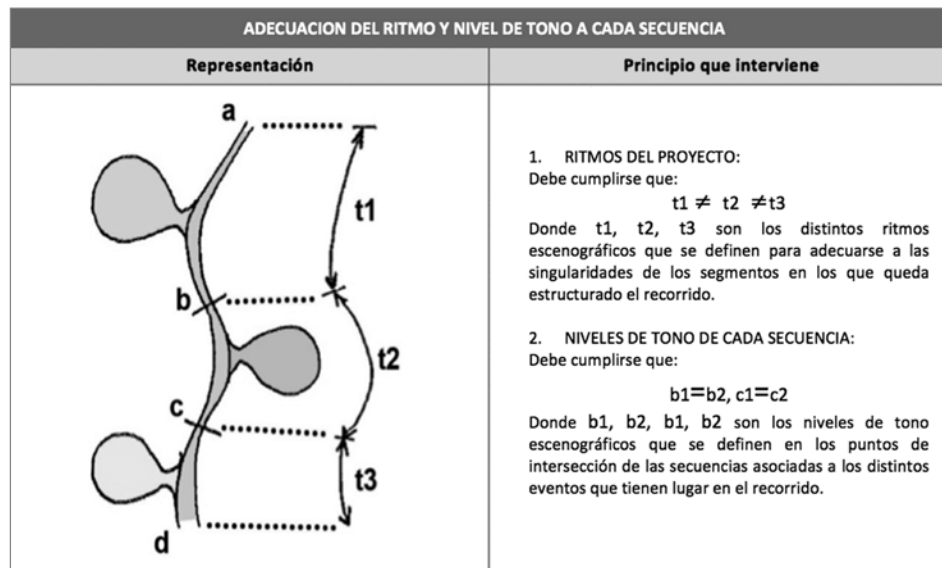 ADECUACION DEL RITMO Y NIVEL DE TONO A CADA SECUENCIA
Representación
Principio que interviene
a
t1
b
t2
c
t3
d
1. RITMOS DEL PROYECTO:
Debe cumplirse que:
t1 ≠ t2 ≠t3
Donde t1, t2, t3 son los distintos ritmos
escenográficos que se definen para adecuarse a las
singularidades de los segmentos en los que queda
estructurado el recorrido.
2. NIVELES DE TONO DE CADA SECUENCIA:
Debe cumplirse que:
b1=b2, c1=c2
Donde b1, b2, b1, b2 son los niveles de tono
escenográficos que se definen en los puntos de
intersección de las secuencias asociadas a los distintos
eventos que tienen lugar en el recorrido.